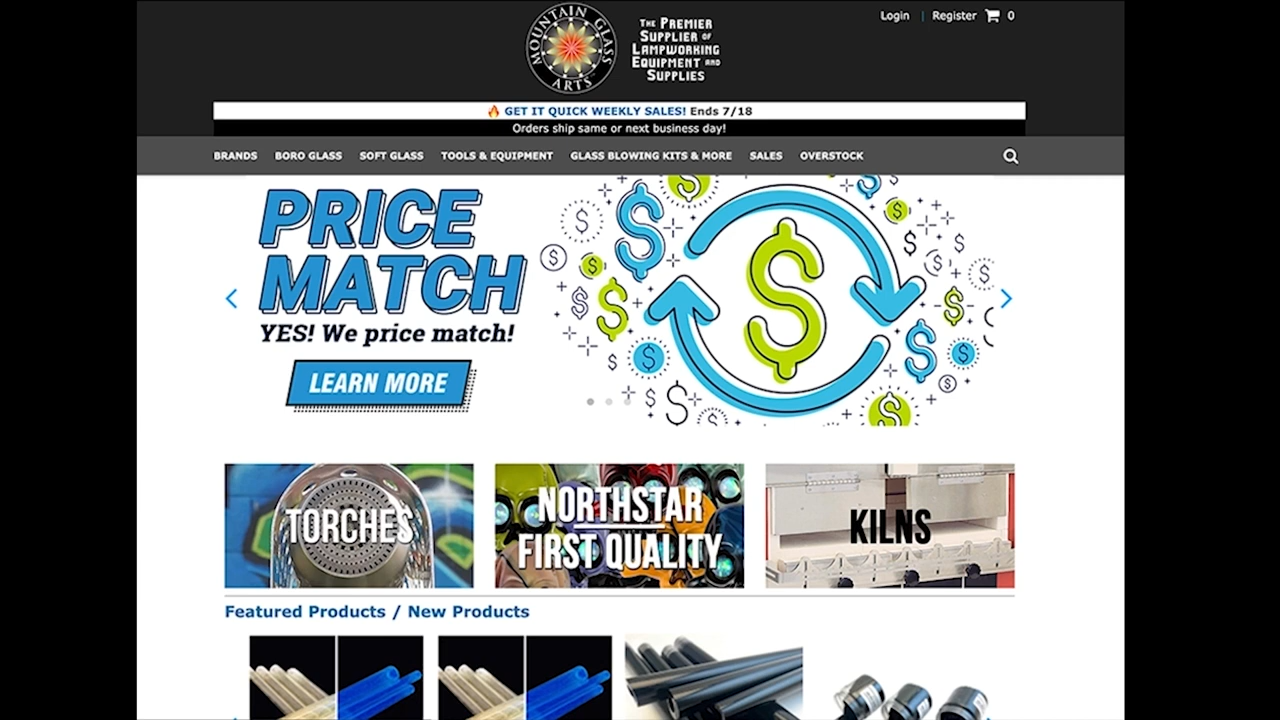 MOUNTAIN GLASS ARTS
THE PREMIER
SUPPLIER OF
LAMPWORKING
EQUIPMENT AND
SUPPLIES
Login | Register 0
🔥 GET IT QUICK WEEKLY SALES! Ends 7/18
Orders ship same or next business day!
BRANDS BORO GLASS SOFT GLASS TOOLS & EQUIPMENT GLASS BLOWING KITS & MORE SALES OVERSTOCK
PRICE
MATCH
YES! We price match!
LEARN MORE
TORCHES
NORTHSTAR
FIRST QUALITY
KILNS
Featured Products / New Products